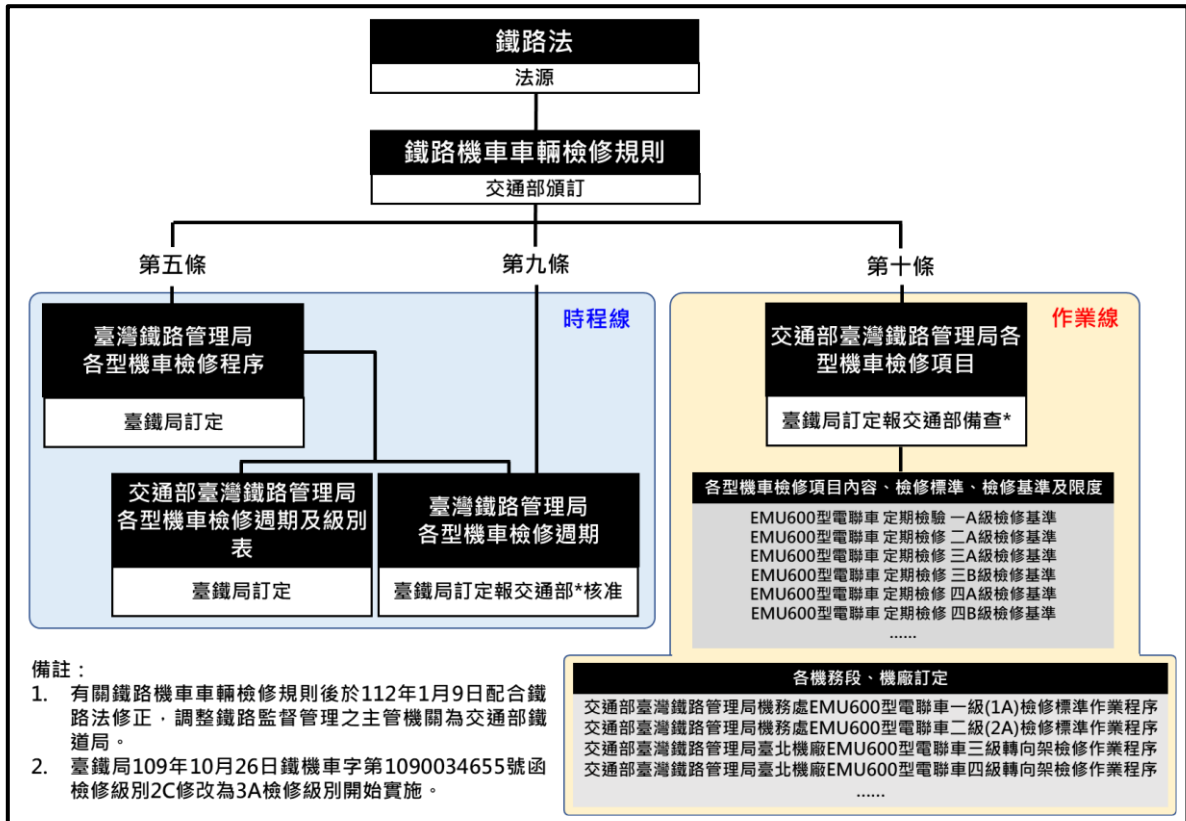 鐵路法
法源
鐵路機車車輛檢修規則
交通部頒訂
第五條
第九條
第十條
時程線
臺灣鐵路管理局
各型機車檢修程序
臺鐵局訂定
交通部臺灣鐵路管理局
各型機車檢修週期及級別
表
臺鐵局訂定
臺灣鐵路管理局
各型機車檢修週期
臺鐵局訂定報交通部*核准
作業線
交通部臺灣鐵路管理局各
型機車檢修項目
臺鐵局訂定報交通部備查*
各型機車檢修項目內容、檢修標準、檢修基準及限度
EMU600型電聯車 定期檢驗 一A級檢修基準
EMU600型電聯車 定期檢修 二A級檢修基準
EMU600型電聯車 定期檢修 三A級檢修基準
EMU600型電聯車 定期檢修 三B級檢修基準
EMU600型電聯車 定期檢修 四A級檢修基準
EMU600型電聯車 定期檢修 四B級檢修基準
......
各機務段、機廠訂定
交通部臺灣鐵路管理局機務處EMU600型電聯車一級(1A)檢修標準作業程序
交通部臺灣鐵路管理局機務處EMU600型電聯車二級(2A)檢修標準作業程序
交通部臺灣鐵路管理局臺北機廠EMU600型電聯車三級轉向架檢修作業程序
交通部臺灣鐵路管理局臺北機廠EMU600型電聯車四級轉向架檢修作業程序
......
備註：
1. 有關鐵路機車車輛檢修規則後於112年1月9日配合鐵
路法修正，調整鐵路監督管理之主管機關為交通部鐵
道局。
2. 臺鐵局109年10月26日鐵機車字第1090034655號函
檢修級別2C修改為3A檢修級別開始實施。